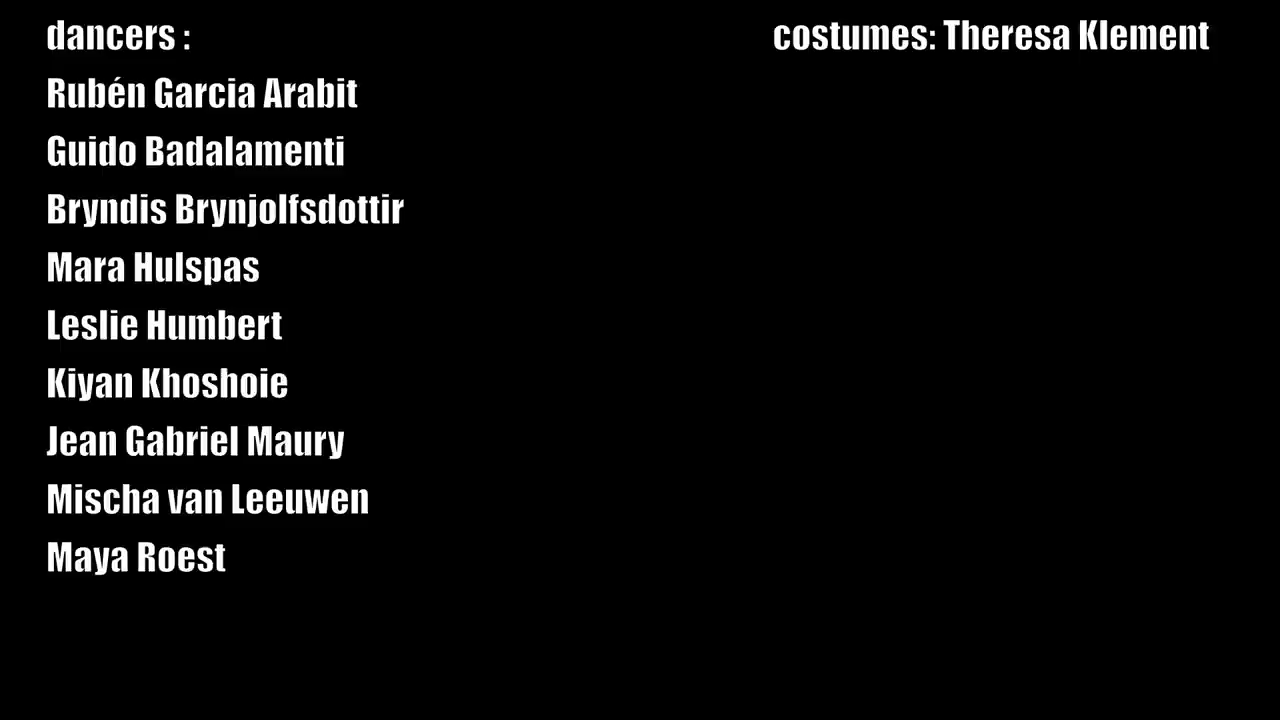 dancers :
Rubén Garcia Arabit
Guido Badalamenti
Bryndis Brynjolfsdottir
Mara Hulspas
Leslie Humbert
Kiyan Khoshoie
Jean Gabriel Maury
Mischa van Leeuwen
Maya Roest
costumes: Theresa Klement